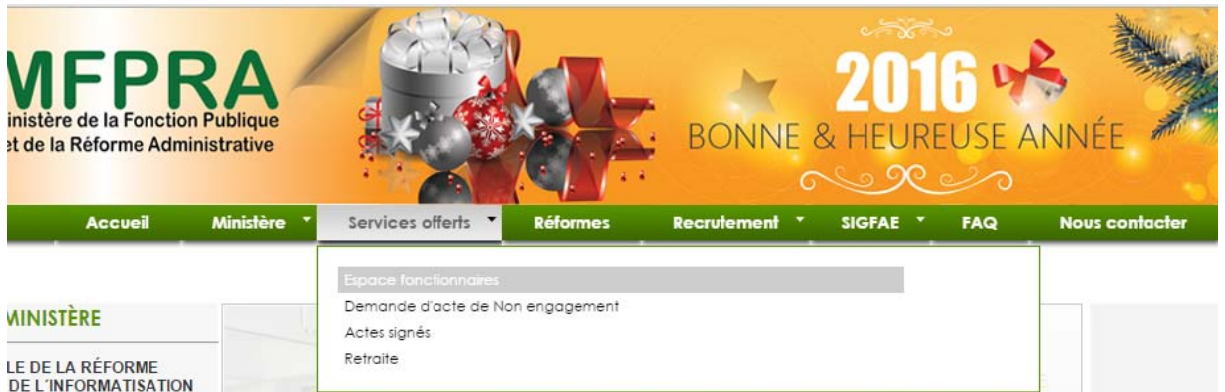 MFPRA
inistère de la Fonction Publique
et de la Réforme Administrative
2016
BONNE & HEUREUSE ANNÉE
Accueil Ministère Services offerts Réformes Recrutement SIGFAE FAQ Nous contacter
Espace fonctionnaires
Demande d'acte de Non engagement
Actes signés
Retraite
MINISTÈRE
LE DE LA RÉFORME
DE L'INFORMATISATION